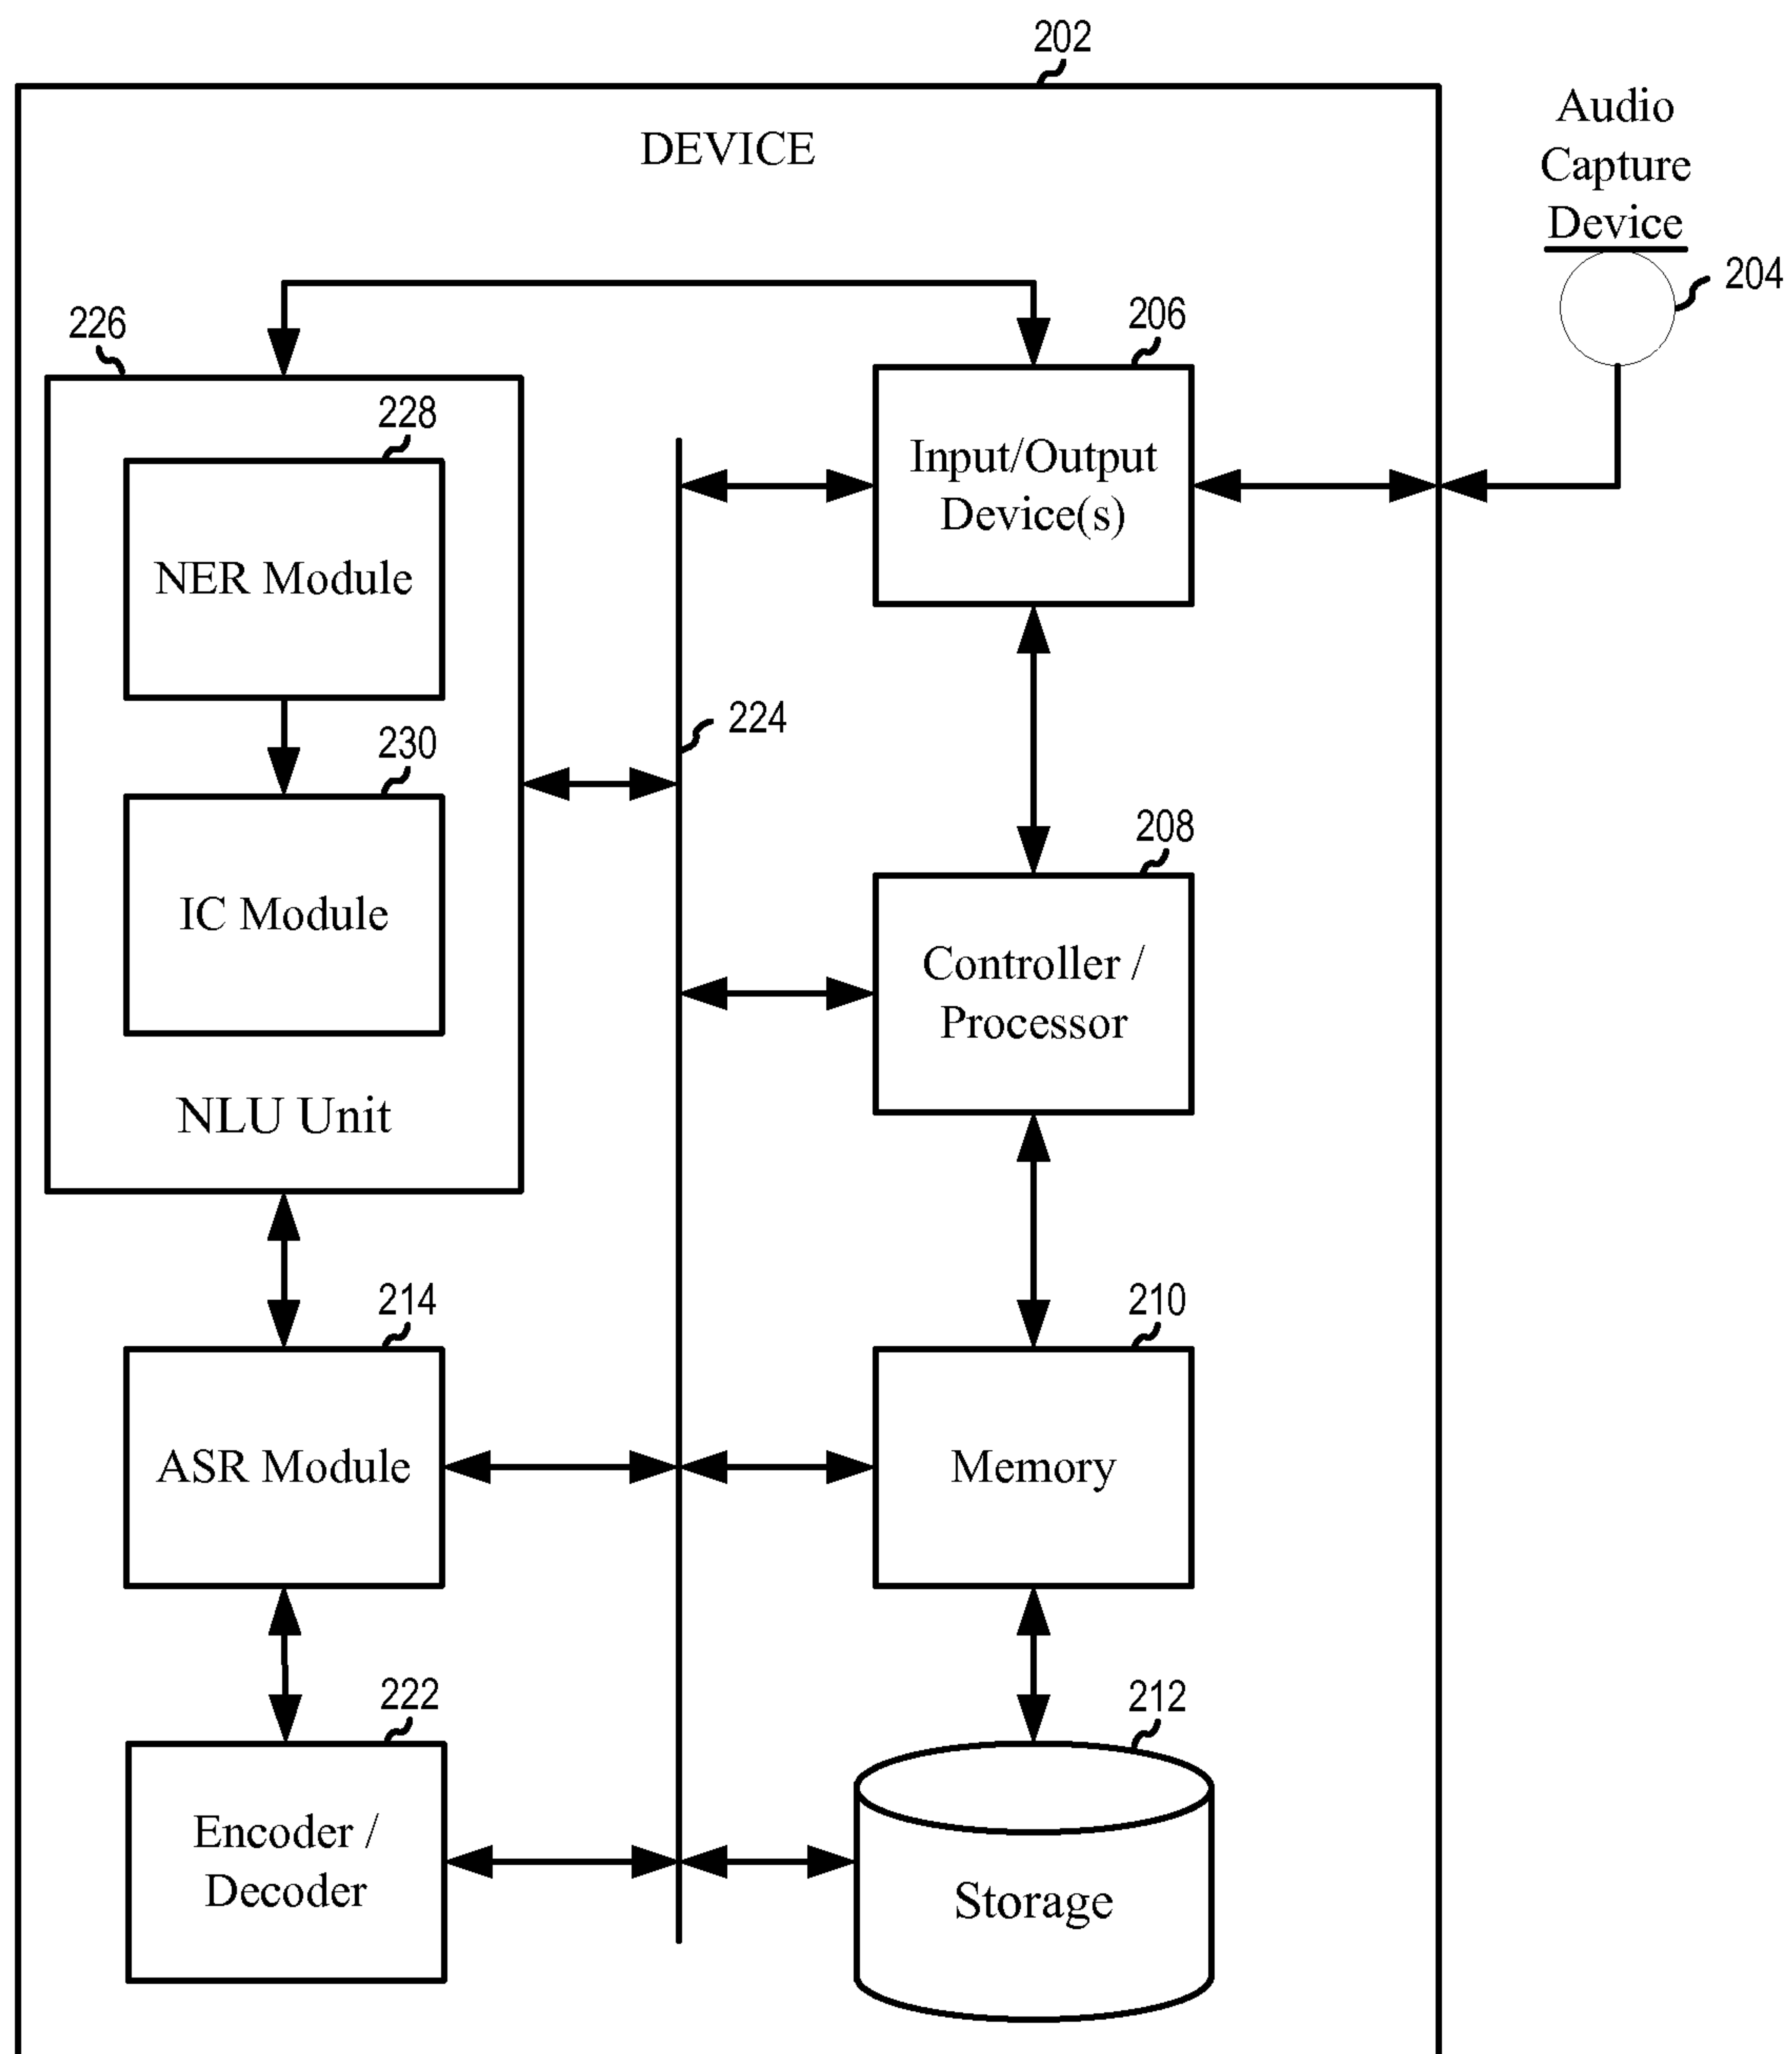 202
DEVICE
Audio
Capture
Device
204
226
206
228
Input/Output
Device(s)
NER Module
224
230
208
IC Module
Controller /
Processor
NLU Unit
214
210
ASR Module
Memory
222
212
Encoder /
Decoder
Storage